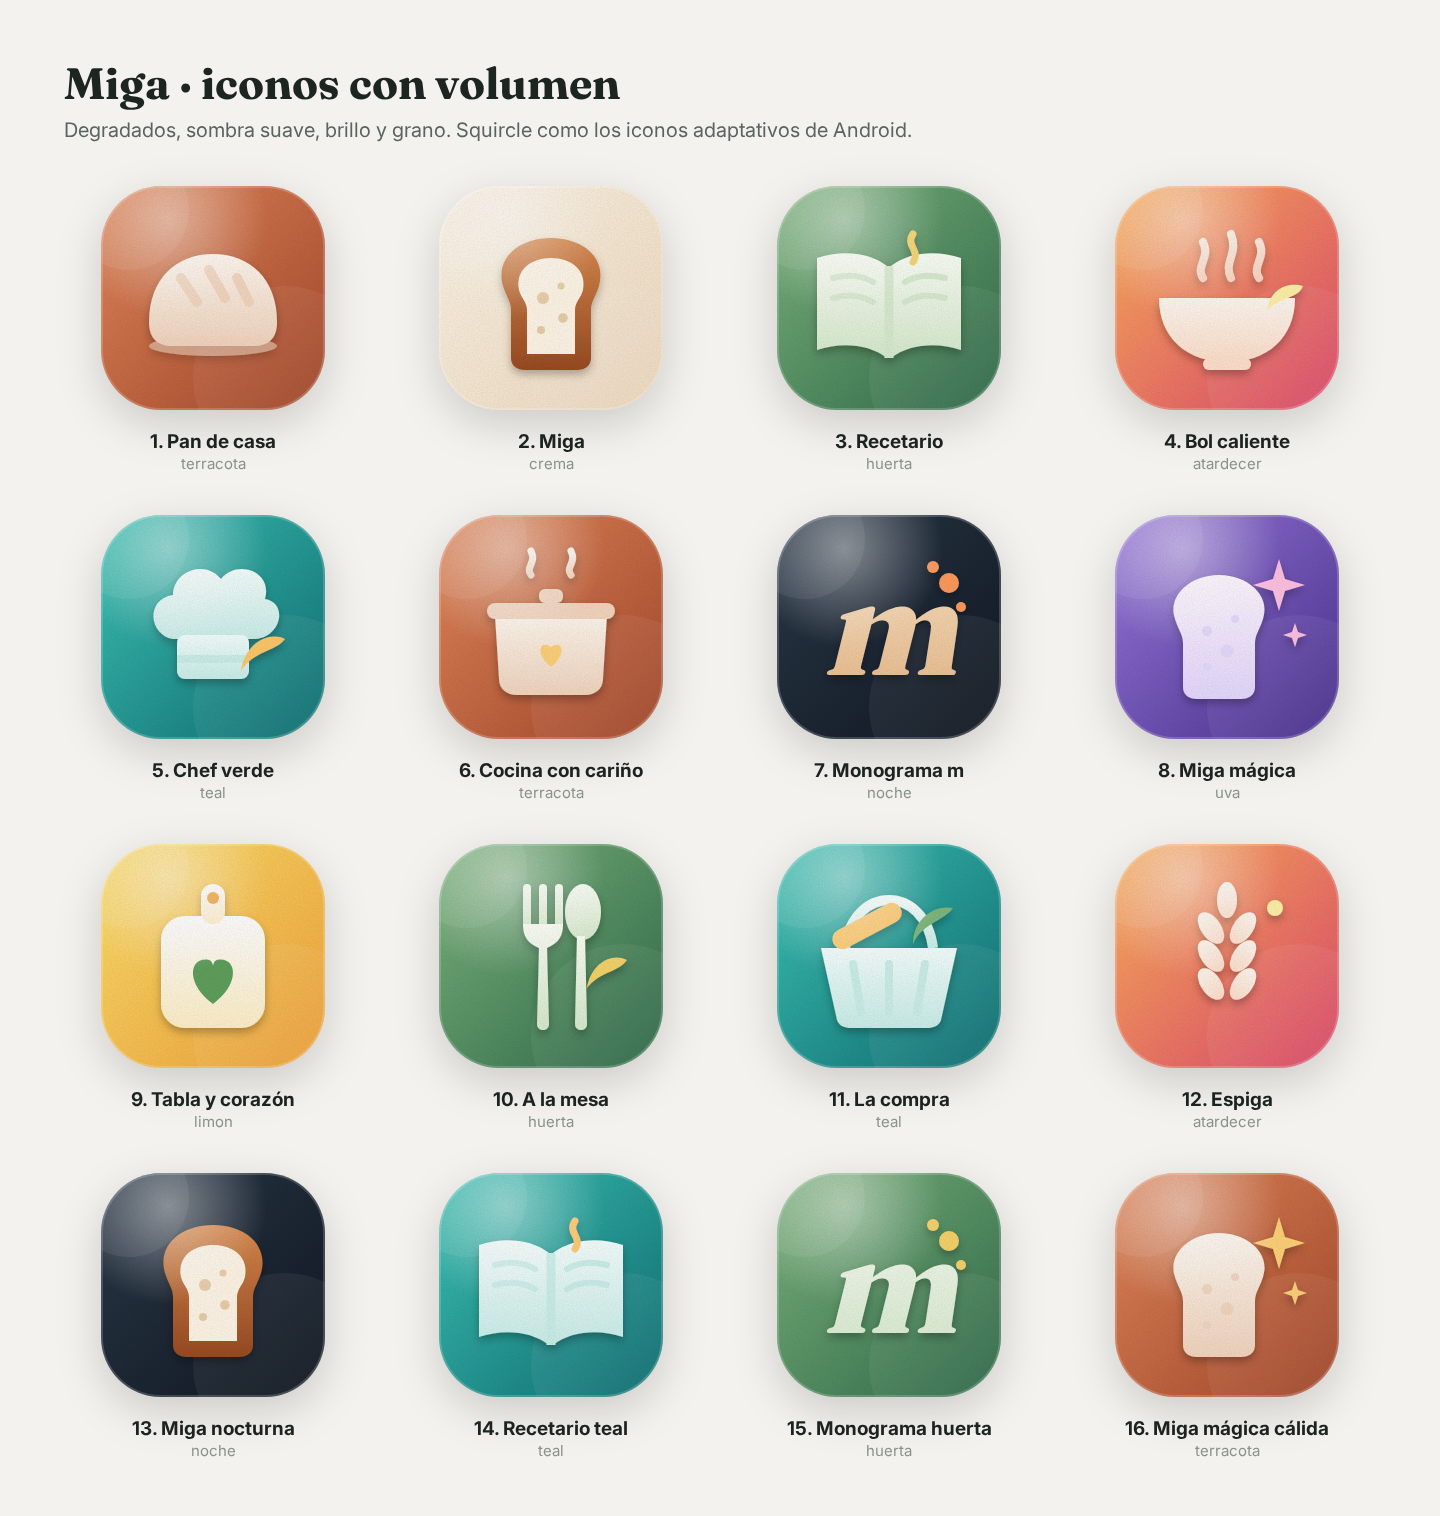 Miga · iconos con volumen
Degradados, sombra suave, brillo y grano. Squircle como los iconos adaptativos de Android.
1. Pan de casa
terracota
2. Miga
crema
3. Recetario
huerta
4. Bol caliente
atardecer
5. Chef verde
teal
6. Cocina con cariño
terracota
m
7. Monograma m
noche
8. Miga mágica
uva
9. Tabla y corazón
limon
10. A la mesa
huerta
11. La compra
teal
12. Espiga
atardecer
13. Miga nocturna
noche
14. Recetario teal
teal
m
15. Monograma huerta
huerta
16. Miga mágica cálida
terracota